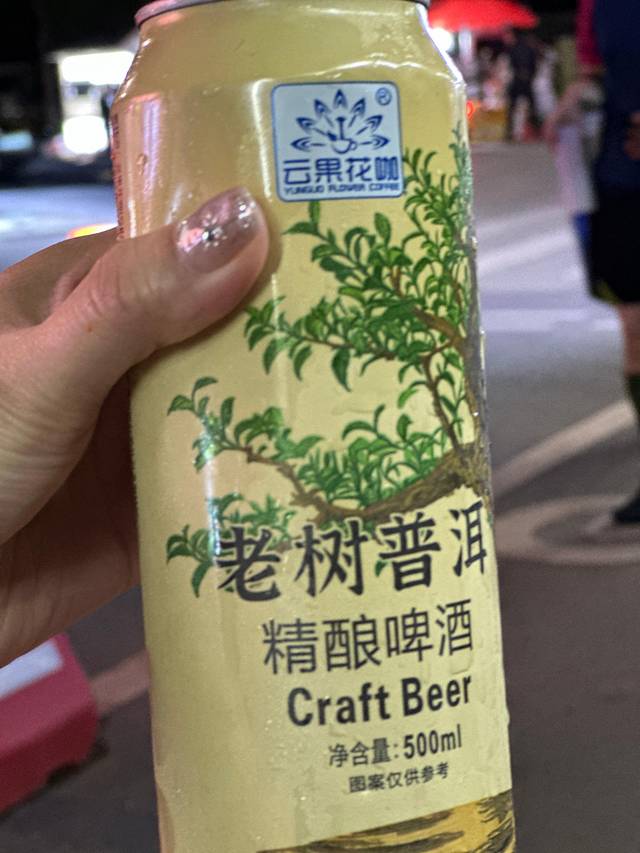 ®
云果花咖
YUNGUO FLOWER COFFEE
老树普洱
精酿啤酒
Craft Beer
净含量:500ml
图案仅供参考